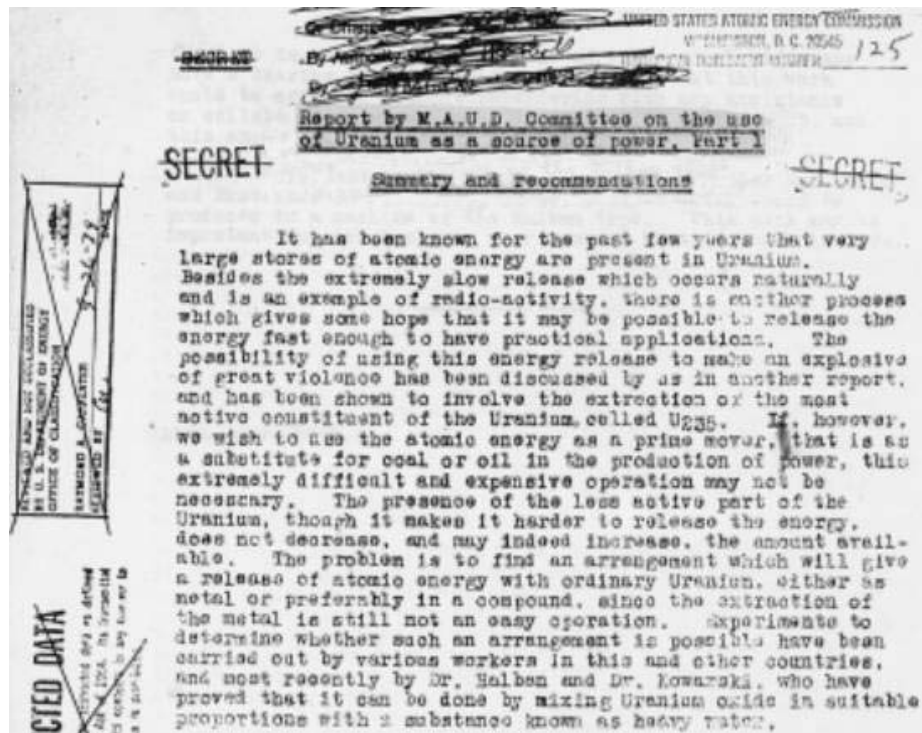 UNITED STATES ATOMIC ENERGY COMMISSION
WASHINGTON, D. C. 20545
125
SECRET
Report by M.A.U.D. Committee on the use
of Uranium as a source of power, Part 1
SECRET
SECRET
Summary and recommendations
It has been known for the past few years that very
large stores of atomic energy are present in Uranium.
Besides the extremely slow release which occurs naturally
and is an example of radio-activity, there is another process
which gives some hope that it may be possible to release the
energy fast enough to have practical applications. The
possibility of using this energy release to make an explosive
of great violence has been discussed by us in another report,
and has been shown to involve the extraction of the most
active constituent of the Uranium called U235. If, however,
we wish to use the atomic energy as a prime mover, that is as
a substitute for coal or oil in the production of power, this
extremely difficult and expensive operation may not be
necessary. The presence of the less active part of the
Uranium, though it makes it harder to release the energy,
does not decrease, and may indeed increase, the amount avail-
able. The problem is to find an arrangement which will give
a release of atomic energy with ordinary Uranium, either as
metal or preferably in a compound, since the extraction of
the metal is still not an easy operation. Experiments to
determine whether such an arrangement is possible have been
carried out by various workers in this and other countries,
and most recently by Dr. Halban and Dr. Kowarski, who have
proved that it can be done by mixing Uranium oxide in suitable
proportions with a substance known as heavy water.
BY U. S. DEPARTMENT OF ENERGY
OFFICE OF CLASSIFICATION
REVIEWED BY
CTED DATA